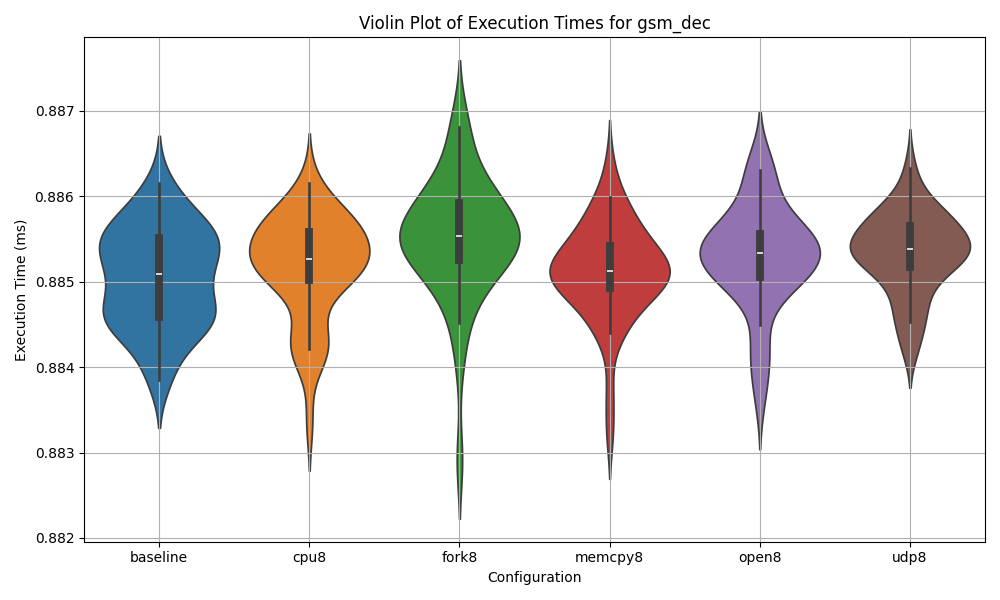 Violin Plot of Execution Times for gsm_dec
Execution Time (ms)
0.887
0.886
0.885
0.884
0.883
0.882
baseline cpu8 fork8 memcpy8 open8 udp8
Configuration